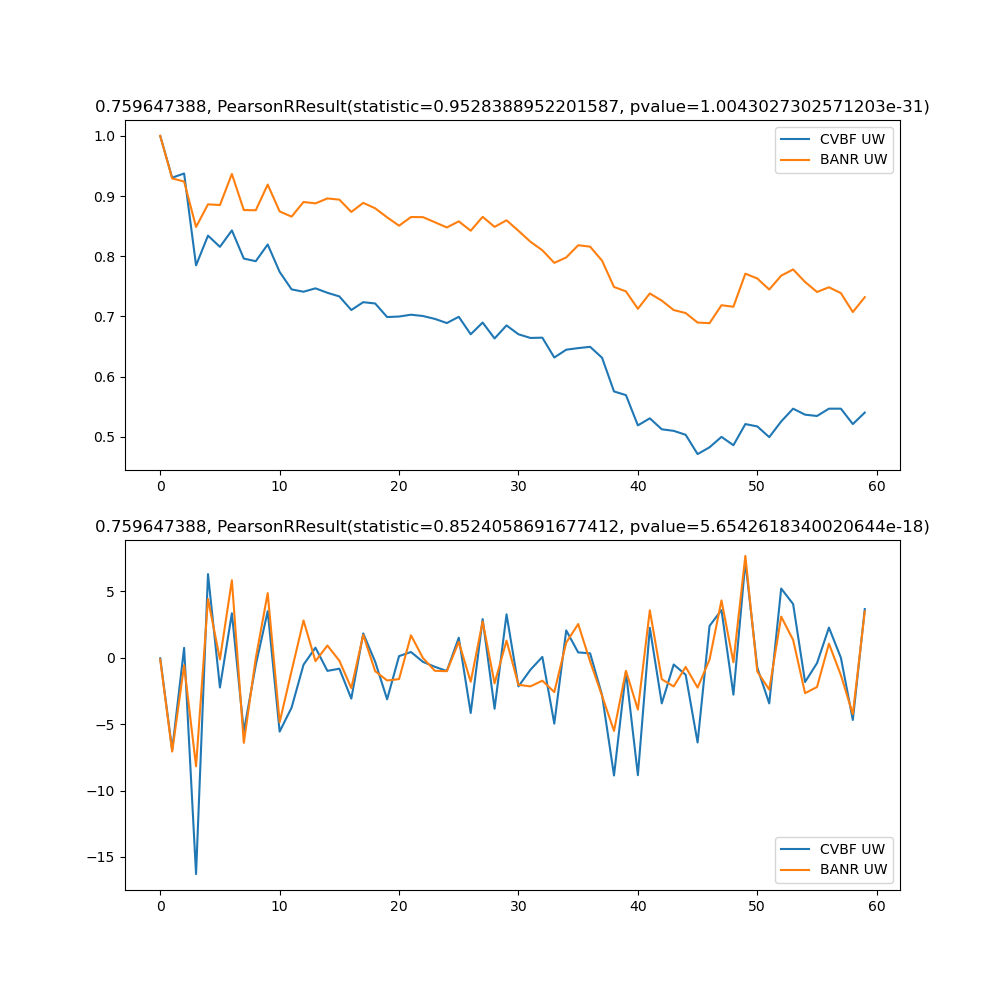 0.759647388, PearsonRResult(statistic=0.9528388952201587, pvalue=1.0043027302571203e-31)
CVBF UW
BANR UW
1.0
0.9
0.8
0.7
0.6
0.5
0 10 20 30 40 50 60
0.759647388, PearsonRResult(statistic=0.8524058691677412, pvalue=5.6542618340020644e-18)
5
0
−5
−10
−15
CVBF UW
BANR UW
0 10 20 30 40 50 60